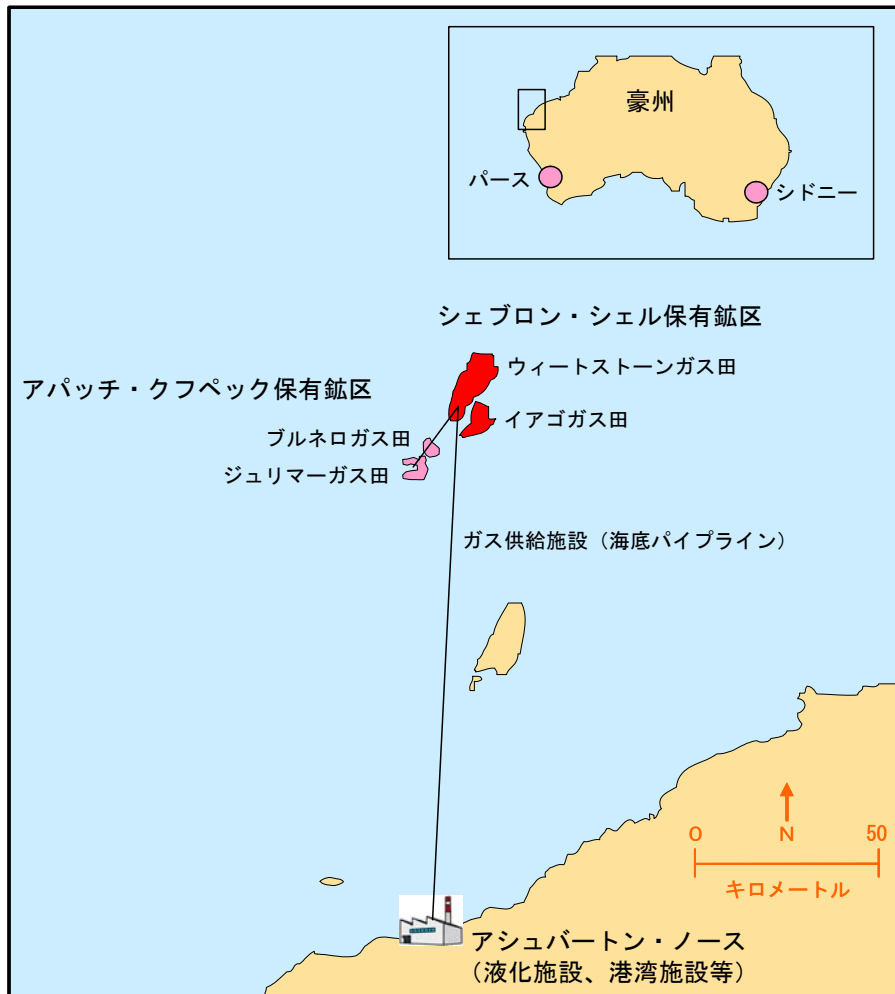 豪州
パース
シドニー
シェブロン・シェル保有鉱区
ウィートストーンガス田
アパッチ・クフペック保有鉱区
イアゴガス田
ブルネロガス田
ジュリマーガス田
ガス供給施設（海底パイプライン）
0 N 50
キロメートル
アシュバートン・ノース
（液化施設、港湾施設等）